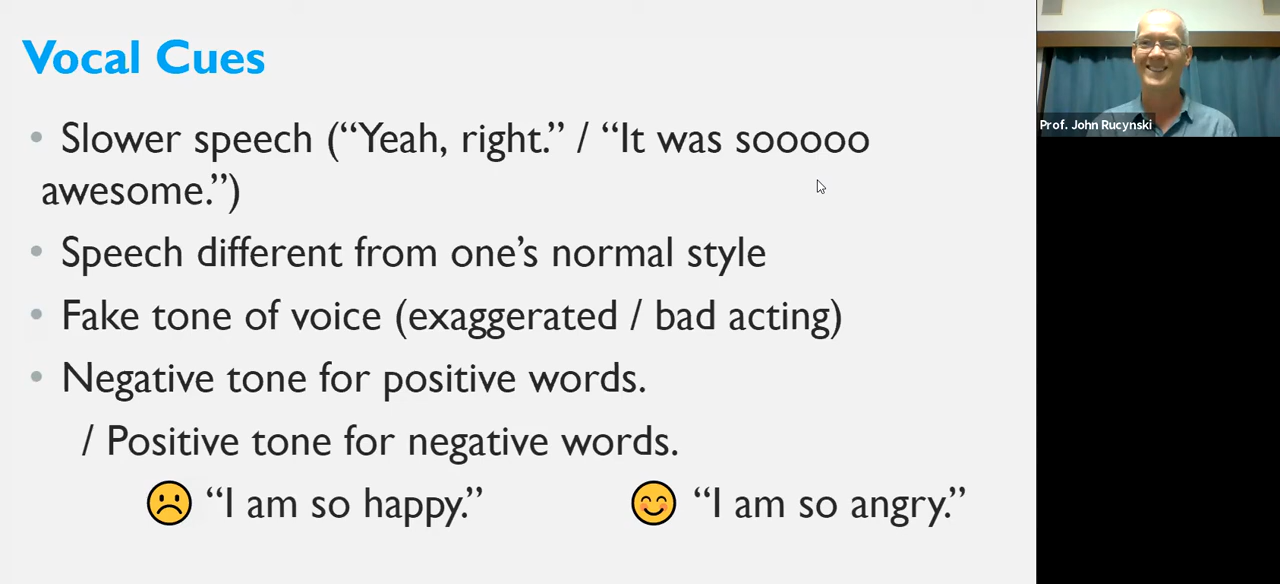 Vocal Cues
• Slower speech (“Yeah, right.” / “It was sooooo
awesome.”)
• Speech different from one’s normal style
• Fake tone of voice (exaggerated / bad acting)
• Negative tone for positive words.
/ Positive tone for negative words.
☹️ “I am so happy.” 😊 “I am so angry.”
Prof. John Rucynski